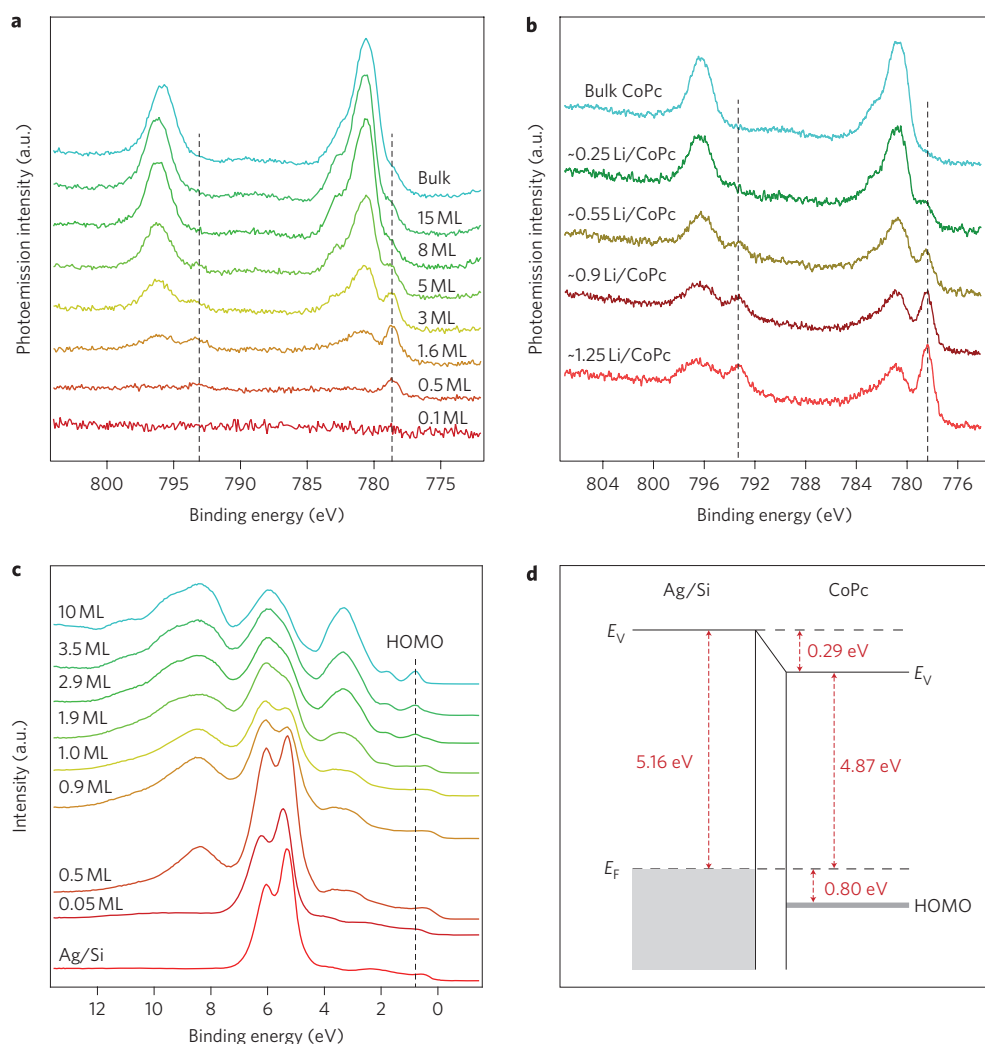 a
Photoemission intensity (a.u.)
Bulk
15 ML
8 ML
5 ML
3 ML
1.6 ML
0.5 ML
0.1 ML
800 795 790 785 780 775
Binding energy (eV)
b
Photoemission intensity (a.u.)
Bulk CoPc
~0.25 Li/CoPc
~0.55 Li/CoPc
~0.9 Li/CoPc
~1.25 Li/CoPc
804 800 796 792 788 784 780 776
Binding energy (eV)
c
Intensity (a.u.)
10 ML
HOMO
3.5 ML
2.9 ML
1.9 ML
1.0 ML
0.9 ML
0.5 ML
0.05 ML
Ag/Si
12 10 8 6 4 2 0
Binding energy (eV)
d
Ag/Si CoPc
EV
0.29 eV
EV
5.16 eV
4.87 eV
EF
0.80 eV
HOMO